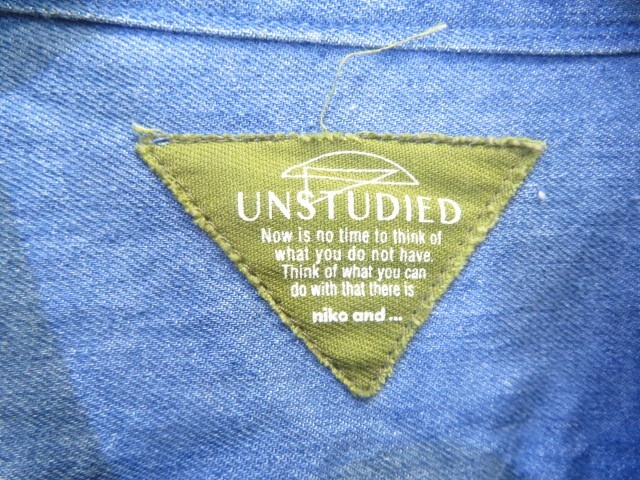 UNSTUDIED
Now is no time to think of
what you do not have.
Think of what you can
do with that there is
niko and...